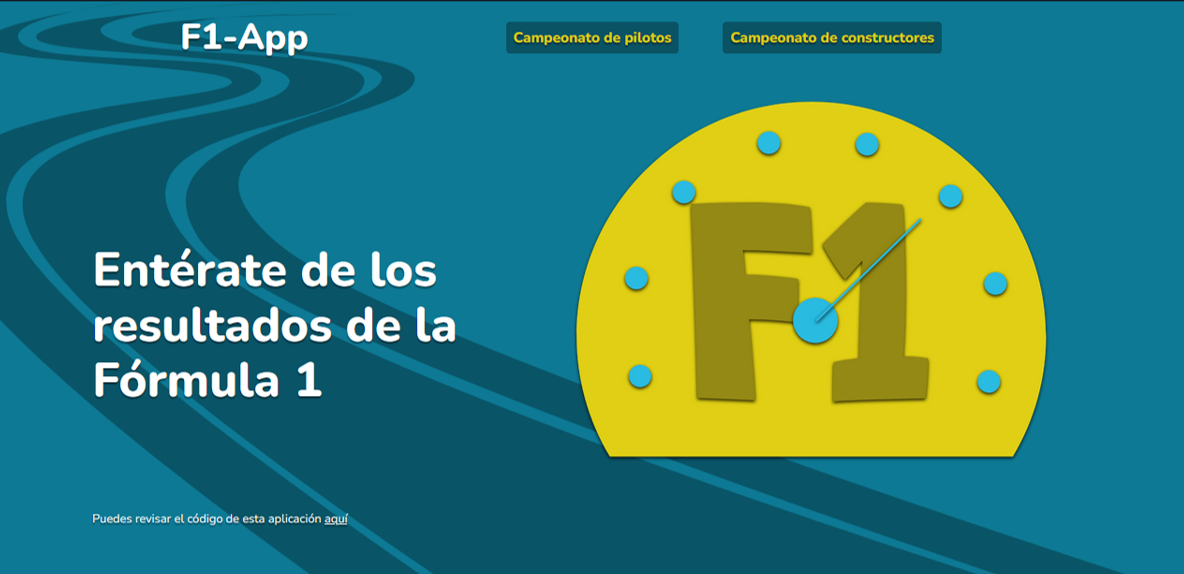 F1-App
Campeonato de pilotos
Campeonato de constructores
F1
Entérate de los
resultados de la
Fórmula 1
Puedes revisar el código de esta aplicación aquí